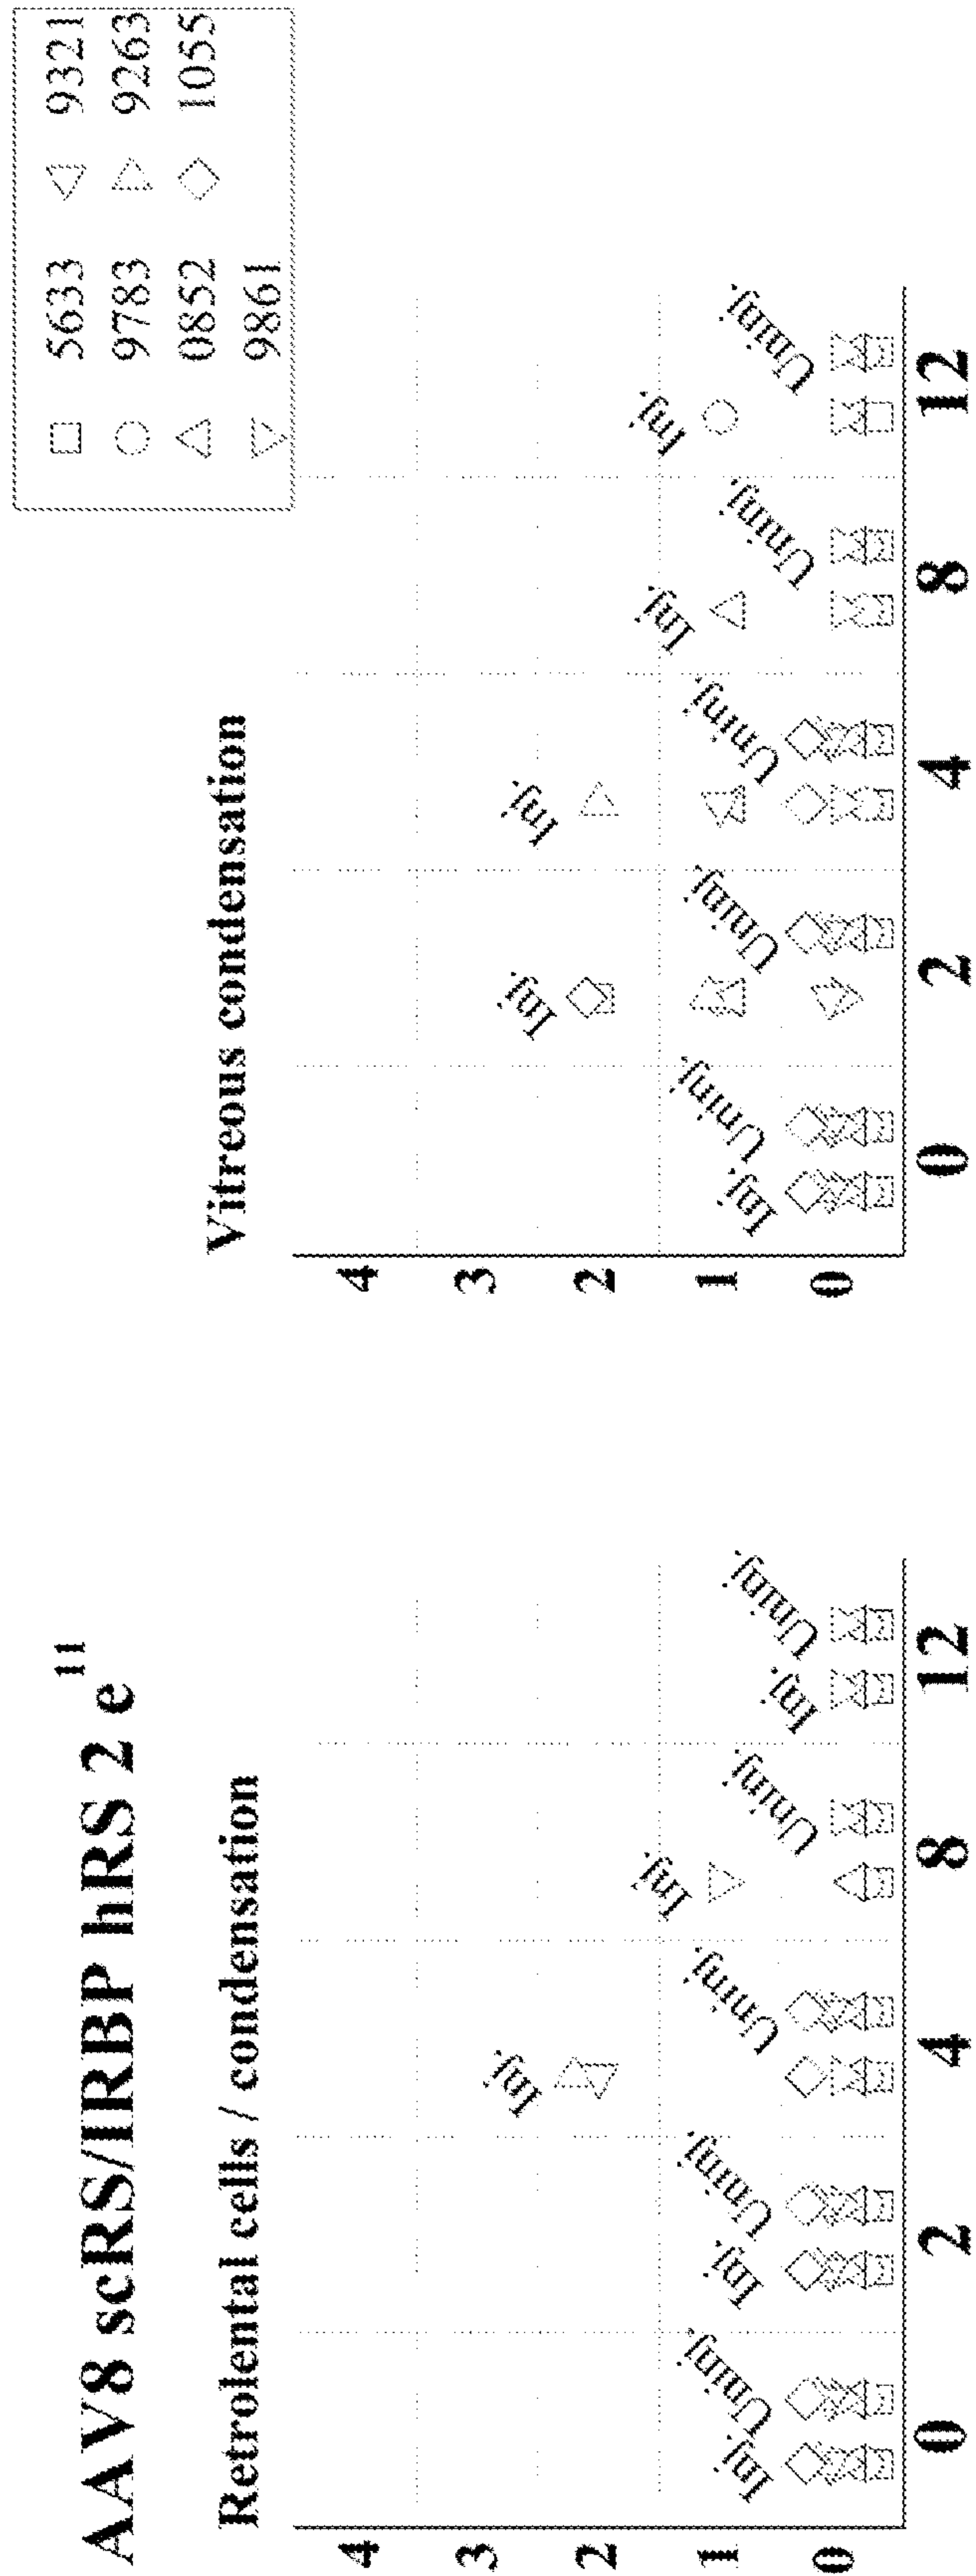 AAV8 scRS/IRBP hRS 2 e 11
5633 9321
9783 9263
0852 1055
9861
Retrolental cells / condensation
4
3
2
1
0
Inj. Uninj.
Inj. Uninj.
Inj. Uninj.
Inj. Uninj.
Inj. Uninj.
0 2 4 8 12
Vitreous condensation
4
3
2
1
0
Inj. Uninj.
Inj. Uninj.
Inj. Uninj.
Inj. Uninj.
Inj. Uninj.
0 2 4 8 12